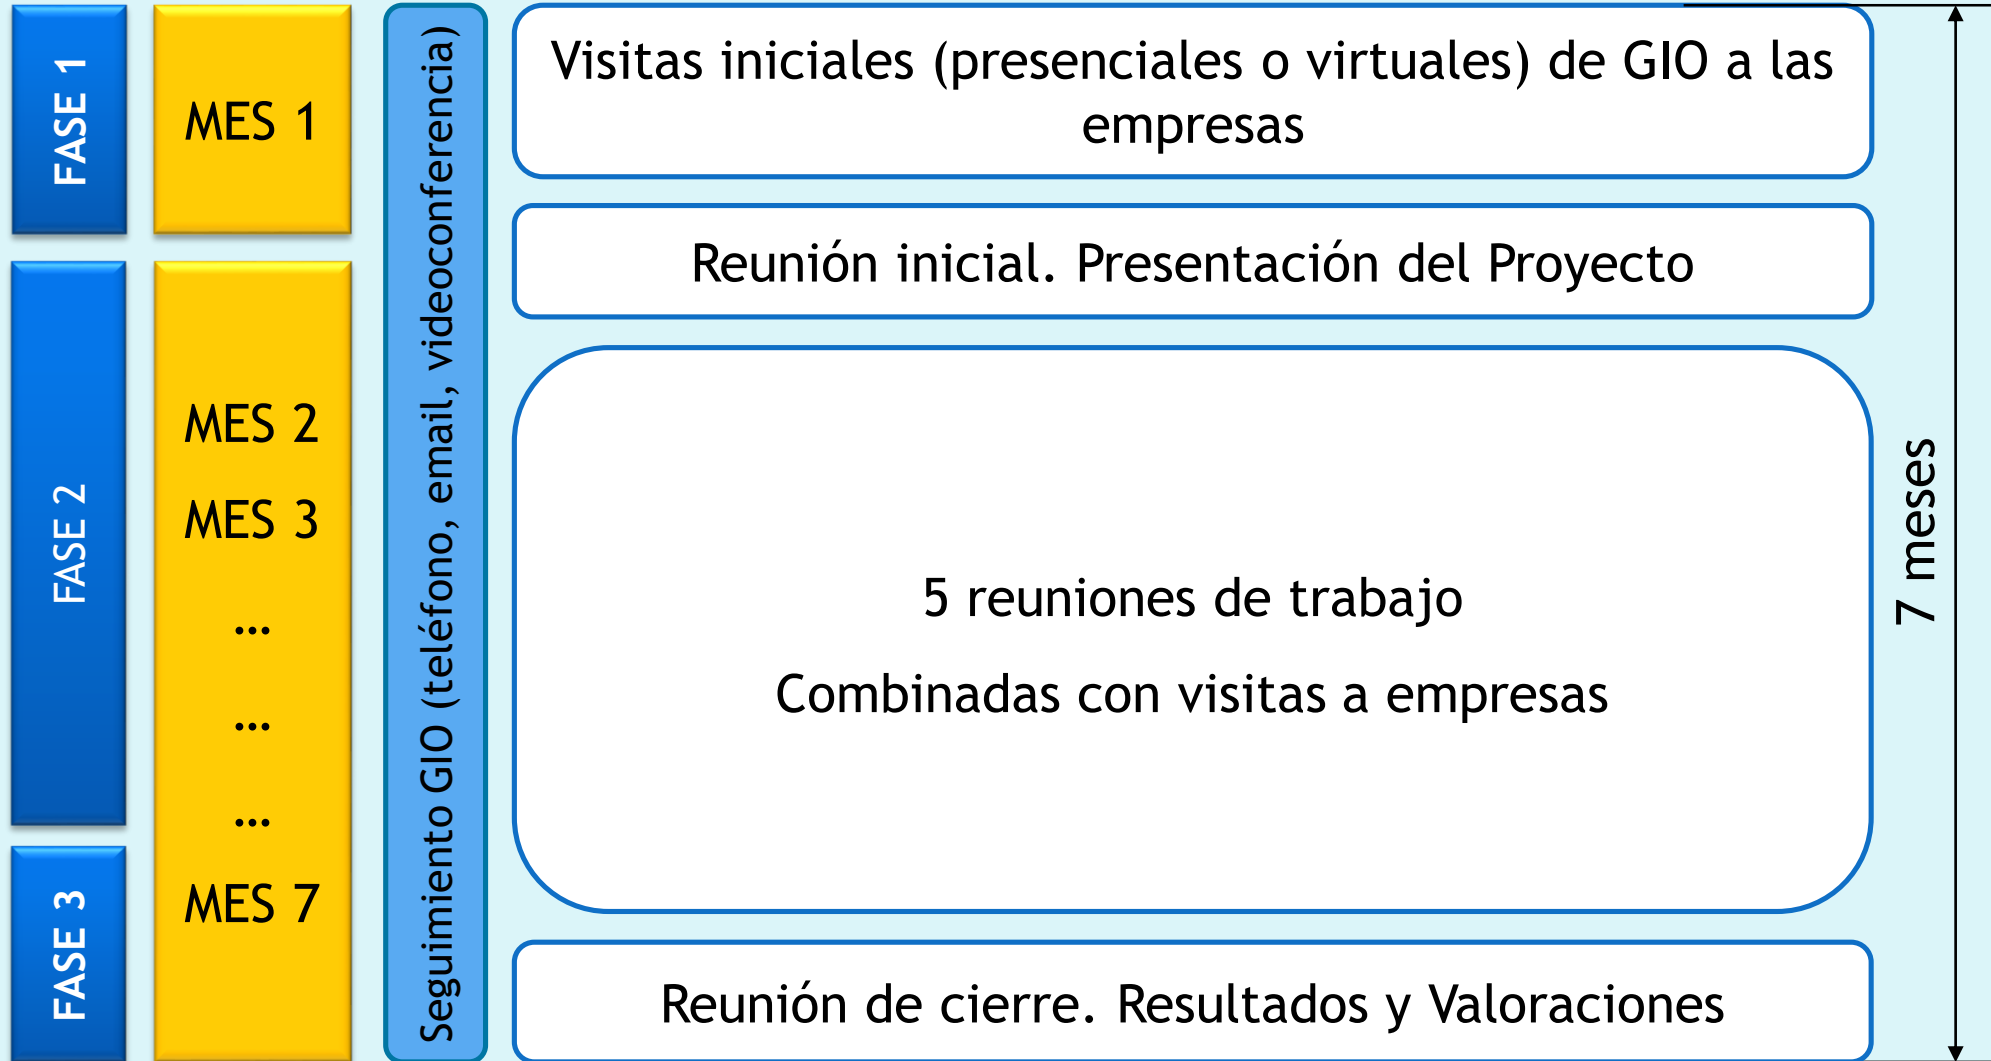 FASE 1
MES 1
Seguimiento GIO (teléfono, email, videoconferencia)
Visitas iniciales (presenciales o virtuales) de GIO a las
empresas
Reunión inicial. Presentación del Proyecto
FASE 2
MES 2
MES 3
…
…
…
MES 7
5 reuniones de trabajo
Combinadas con visitas a empresas
7 meses
FASE 3
Reunión de cierre. Resultados y Valoraciones